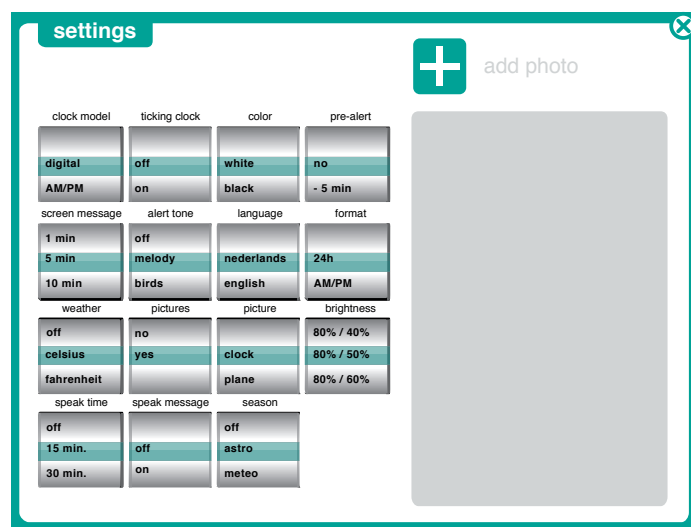 settings
add photo
clock model ticking clock color pre-alert
digital off white no
AM/PM on black - 5 min
screen message alert tone language format
1 min off
5 min melody nederlands 24h
10 min birds english AM/PM
weather pictures picture brightness
off no 80% / 40%
celsius yes clock 80% / 50%
fahrenheit plane 80% / 60%
speak time speak message season
off off
15 min. off astro
30 min. on meteo